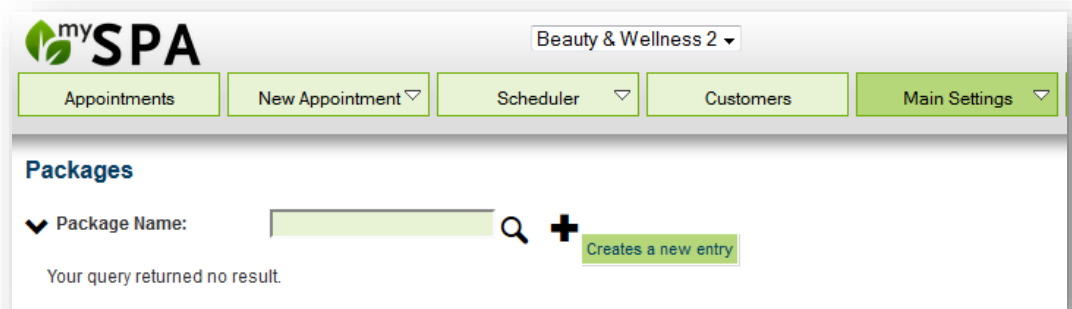 mySPA
Beauty & Wellness 2
Appointments
New Appointment
Scheduler
Customers
Main Settings
Packages
Package Name:
Creates a new entry
Your query returned no result.